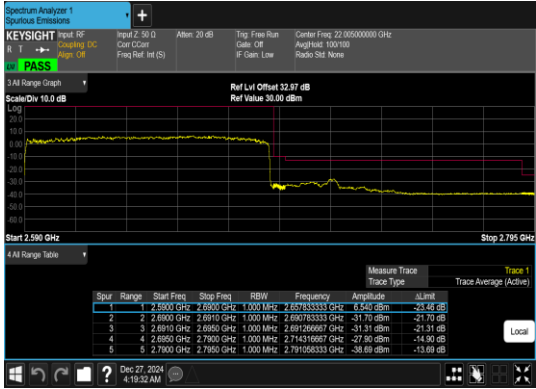 Spectrum Analyzer 1
Spurious Emissions
KEYSIGHT Input: RF Input Z: 50 Ω Atten: 20 dB Trig: Free Run Center Freq: 22.005000000 GHz
R T Coupling: DC Corr CCorr Gate: Off Avg|Hold: 100/100
Align: Off Freq Ref: Int (S) IF Gain: Low Radio Std: None
PASS
3 All Range Graph
Ref Lvl Offset 32.97 dB
Scale/Div 10.0 dB Ref Value 30.00 dBm
Log
20.0
10.0
0.00
-10.0
-20.0
-30.0
-40.0
-50.0
-60.0
Start 2.590 GHz Stop 2.795 GHz
4 All Range Table
Measure Trace Trace 1
Trace Type Trace Average (Active)
Spur Range Start Freq Stop Freq RBW Frequency Amplitude ΔLimit
1 1 2.5900 GHz 2.6900 GHz 1.000 MHz 2.657833333 GHz 6.540 dBm -23.46 dB
2 2 2.6900 GHz 2.6910 GHz 1.000 MHz 2.690783333 GHz -31.70 dBm -21.70 dB
3 3 2.6910 GHz 2.6950 GHz 1.000 MHz 2.691266667 GHz -31.31 dBm -21.31 dB
4 4 2.6950 GHz 2.7900 GHz 1.000 MHz 2.714316667 GHz -27.90 dBm -14.90 dB
5 5 2.7900 GHz 2.7950 GHz 1.000 MHz 2.791058333 GHz -38.69 dBm -13.69 dB
Local
Dec 27, 2024
4:19:32 AM